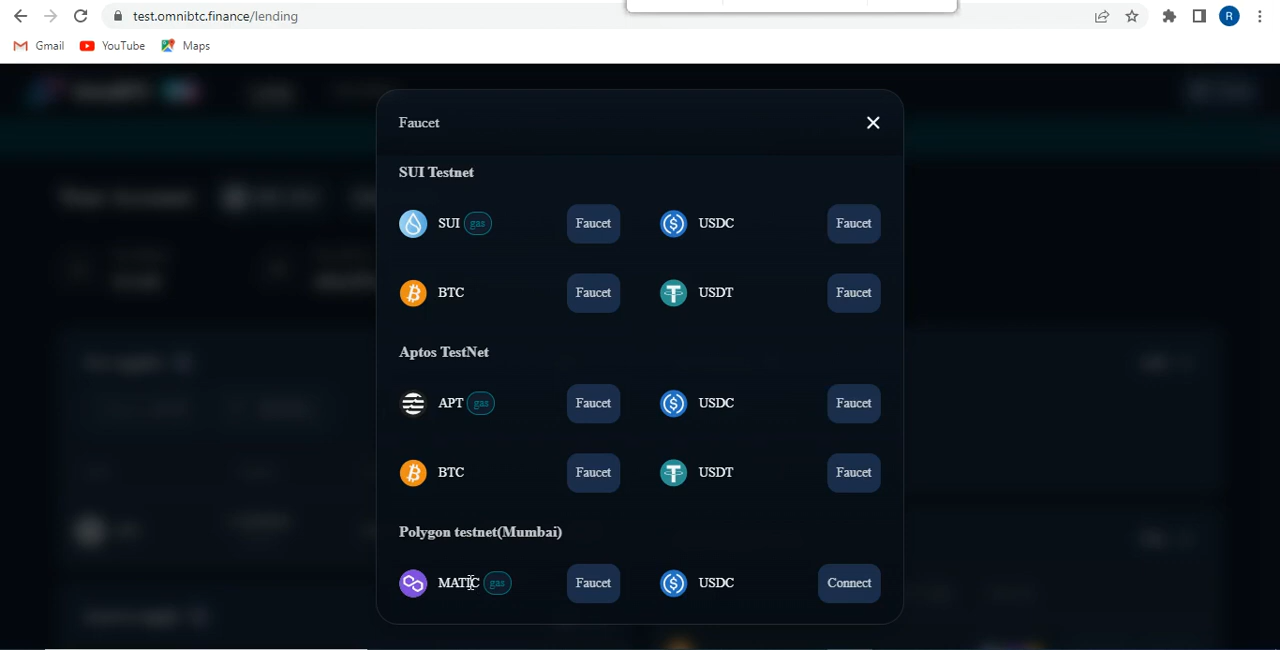 test.omnibtc.finance/lending
R
Gmail YouTube Maps
Faucet
SUI Testnet
SUI gas Faucet USDC Faucet
BTC Faucet USDT Faucet
Aptos TestNet
APT gas Faucet USDC Faucet
BTC Faucet USDT Faucet
Polygon testnet(Mumbai)
MATIC gas Faucet USDC Connect